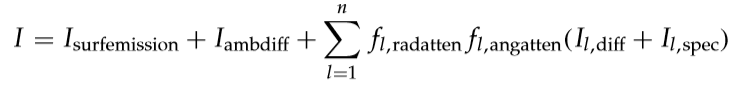 I = I_surfemission + I_ambdiff + \sum_{l=1}^{n} f_{l,radatten} f_{l,angatten} (I_{l,diff} + I_{l,spec})